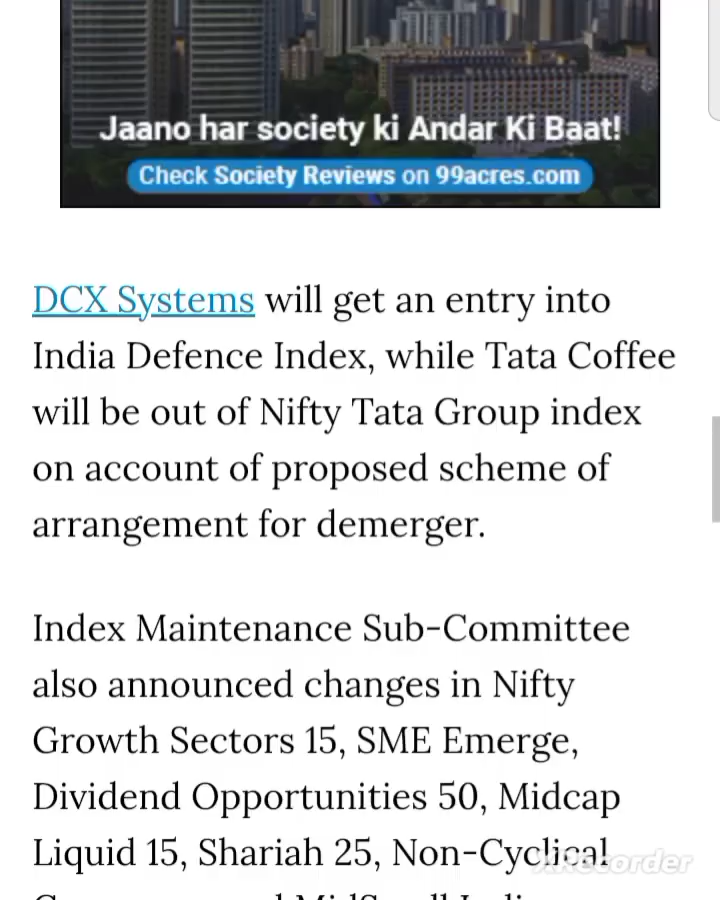 Jaano har society ki Andar Ki Baat!
Check Society Reviews on 99acres.com
DCX Systems will get an entry into
India Defence Index, while Tata Coffee
will be out of Nifty Tata Group index
on account of proposed scheme of
arrangement for demerger.
Index Maintenance Sub-Committee
also announced changes in Nifty
Growth Sectors 15, SME Emerge,
Dividend Opportunities 50, Midcap
Liquid 15, Shariah 25, Non-Cyclical
XRecorder